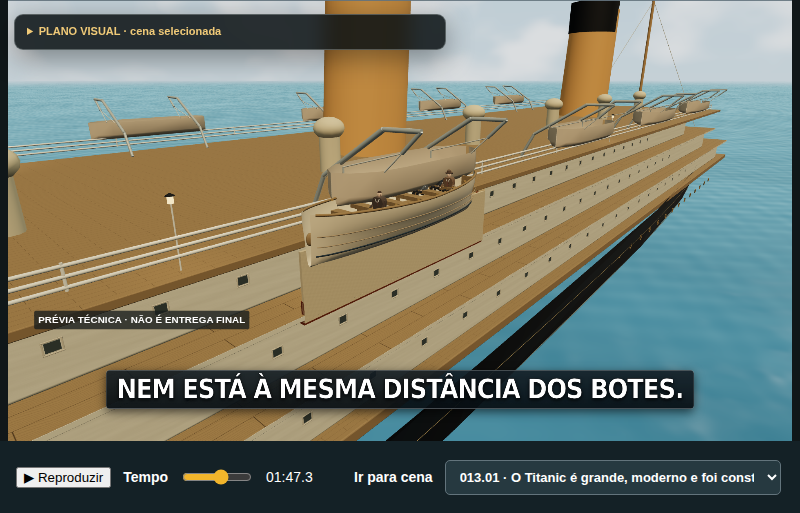 PLANO VISUAL · cena selecionada
PRÉVIA TÉCNICA · NÃO É ENTREGA FINAL
NEM ESTÁ À MESMA DISTÂNCIA DOS BOTES.
▶ Reproduzir Tempo 01:47.3 Ir para cena 013.01 · O Titanic é grande, moderno e foi const